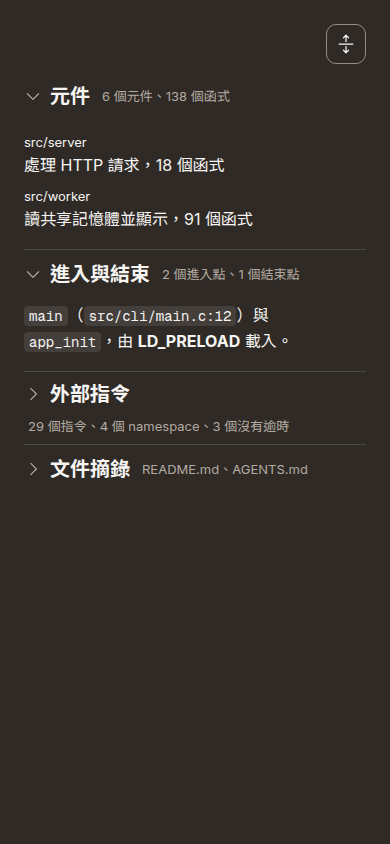 元件 6 個元件、138 個函式
src/server
處理 HTTP 請求，18 個函式
src/worker
讀共享記憶體並顯示，91 個函式
進入與結束 2 個進入點、1 個結束點
main（src/cli/main.c:12）與
app_init，由 LD_PRELOAD 載入。
外部指令
29 個指令、4 個 namespace、3 個沒有逾時
文件摘錄 README.md、AGENTS.md